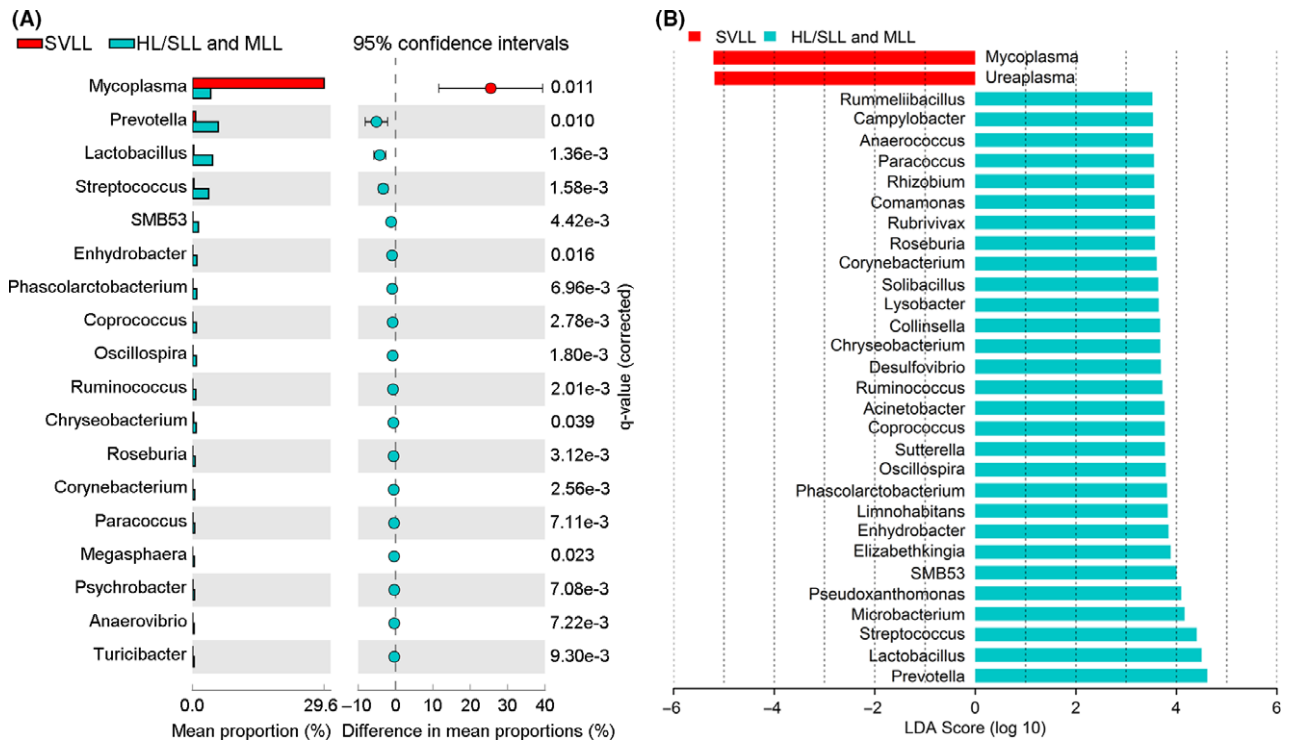 (A)
SVLL HL/SLL and MLL 95% confidence intervals
Mycoplasma 0.011
Prevotella 0.010
Lactobacillus 1.36e-3
Streptococcus 1.58e-3
SMB53 4.42e-3
Enhydrobacter 0.016
Phascolarctobacterium 6.96e-3
Coprococcus 2.78e-3
Oscillospira 1.80e-3
Ruminococcus 2.01e-3
Chryseobacterium 0.039
Roseburia 3.12e-3
Corynebacterium 2.56e-3
Paracoccus 7.11e-3
Megasphaera 0.023
Psychrobacter 7.08e-3
Anaerovibrio 7.22e-3
Turicibacter 9.30e-3
q-value (corrected)
0.0 29.6 −10 0 10 20 30 40
Mean proportion (%) Difference in mean proportions (%)
(B)
SVLL HL/SLL and MLL
Mycoplasma
Ureaplasma
Rummeliibacillus
Campylobacter
Anaerococcus
Paracoccus
Rhizobium
Comamonas
Rubrivivax
Roseburia
Corynebacterium
Solibacillus
Lysobacter
Collinsella
Chryseobacterium
Desulfovibrio
Ruminococcus
Acinetobacter
Coprococcus
Sutterella
Oscillospira
Phascolarctobacterium
Limnohabitans
Enhydrobacter
Elizabethkingia
SMB53
Pseudoxanthomonas
Microbacterium
Streptococcus
Lactobacillus
Prevotella
−6 −4 −2 0 2 4 6
LDA Score (log 10)